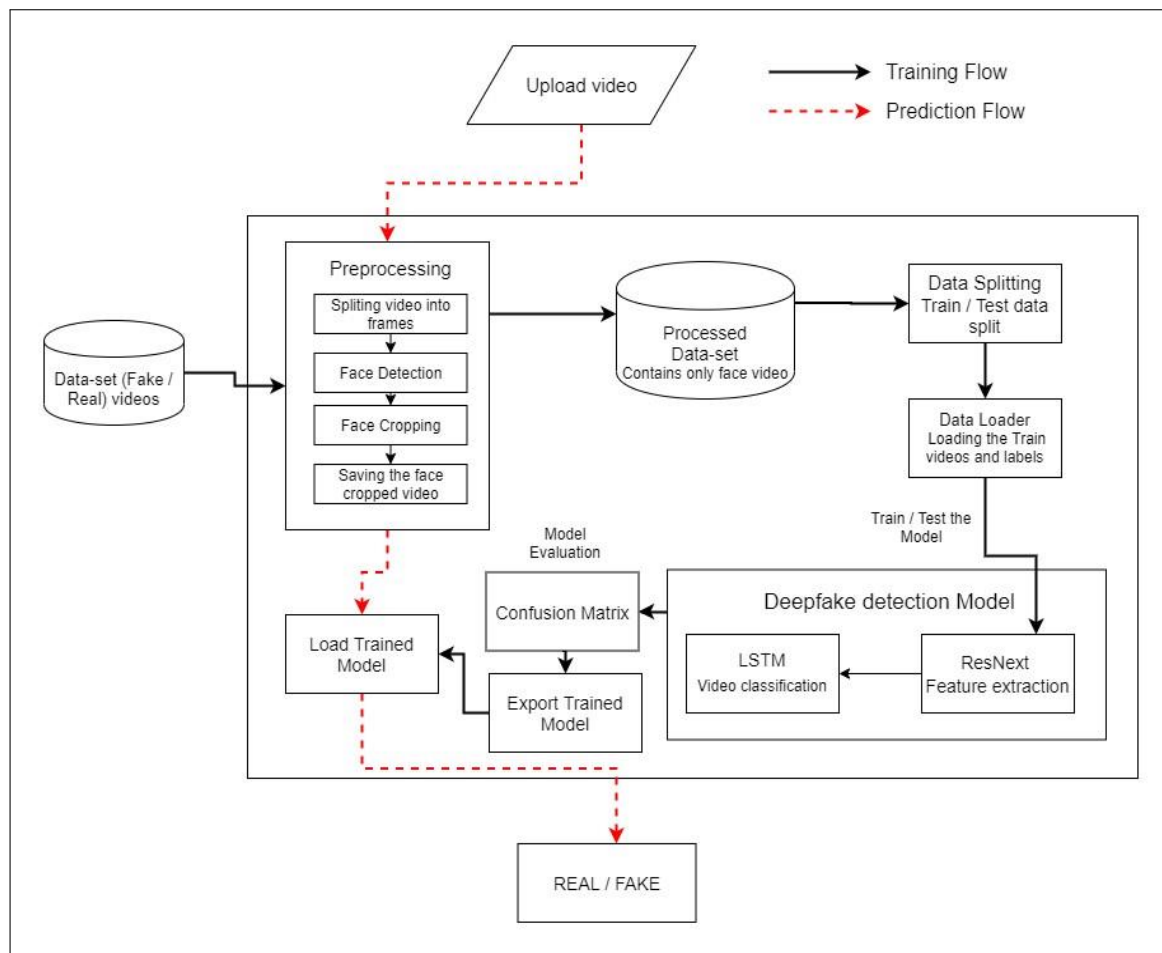 Upload video
Training Flow
Prediction Flow
Preprocessing
Spliting video into
frames
Face Detection
Face Cropping
Saving the face
cropped video
Data-set (Fake /
Real) videos
Processed
Data-set
Contains only face video
Data Splitting
Train / Test data
split
Data Loader
Loading the Train
videos and labels
Train / Test the
Model
Model
Evaluation
Confusion Matrix
Deepfake detection Model
LSTM
Video classification
ResNext
Feature extraction
Load Trained
Model
Export Trained
Model
REAL / FAKE